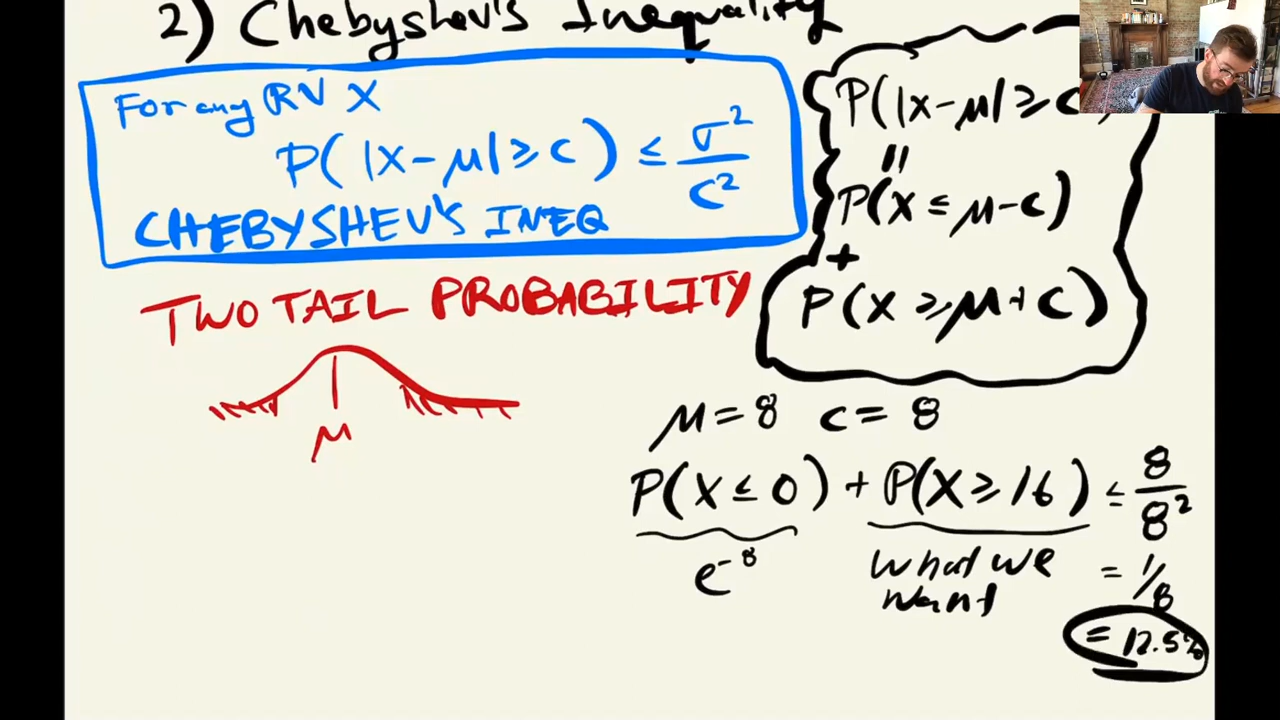 2) Chebyshev's Inequality
For any RV X
P( |X-μ| ≥ C ) ≤ σ²/C²
CHEBYSHEV'S INEQ
TWO TAIL PROBABILITY
μ
P(|X-μ| ≥ C
=
P(X ≤ μ-C)
+
P(X ≥ μ+C)
μ = 8 C = 8
P(X ≤ 0) + P(X ≥ 16) ≤ 8/8²
e⁻⁸ What we = 1/8
want
= 12.5%